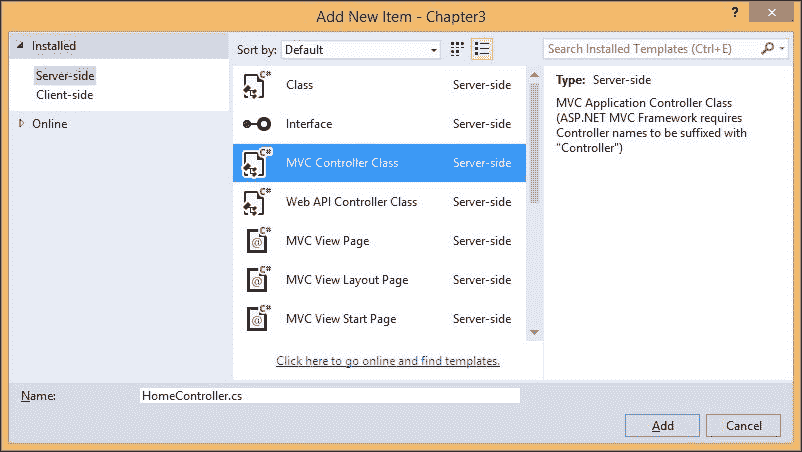 Add New Item - Chapter3
?
Installed
Server-side
Client-side
Online
Sort by: Default
Search Installed Templates (Ctrl+E)
C# Class Server-side
Interface Server-side
C# MVC Controller Class Server-side
C# Web API Controller Class Server-side
C# @ MVC View Page Server-side
C# @ MVC View Layout Page Server-side
C# @ MVC View Start Page Server-side
Click here to go online and find templates.
Type: Server-side
MVC Application Controller Class
(ASP.NET MVC Framework requires
Controller names to be suffixed with
"Controller")
Name: HomeController.cs
Add Cancel